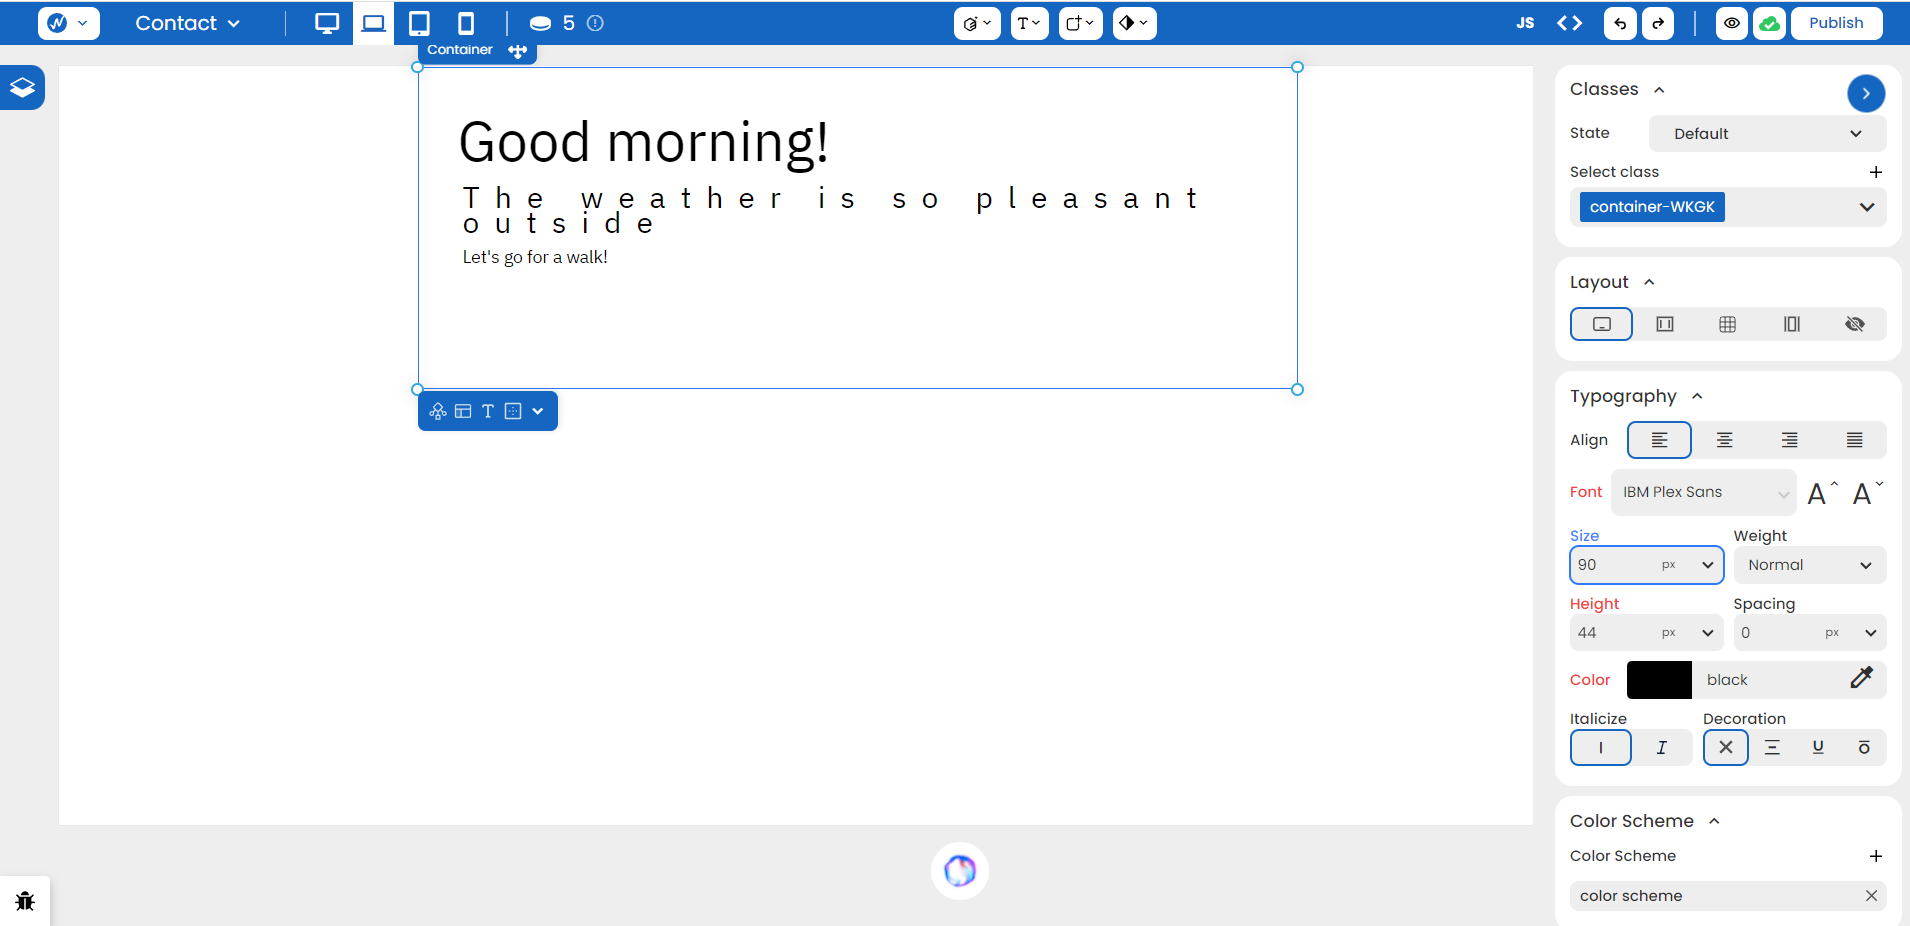 Contact
5
T
JS
Publish
Container
Good morning!
The weather is so pleasant
outside
Let's go for a walk!
T
Classes
State
Default
Select class
container-WKGK
Layout
Typography
Align
Font
IBM Plex Sans
A
A
Size
Weight
90
px
Normal
Height
Spacing
44
px
0
px
Color
black
Italicize
Decoration
I
I
U
O
Color Scheme
Color Scheme
color scheme